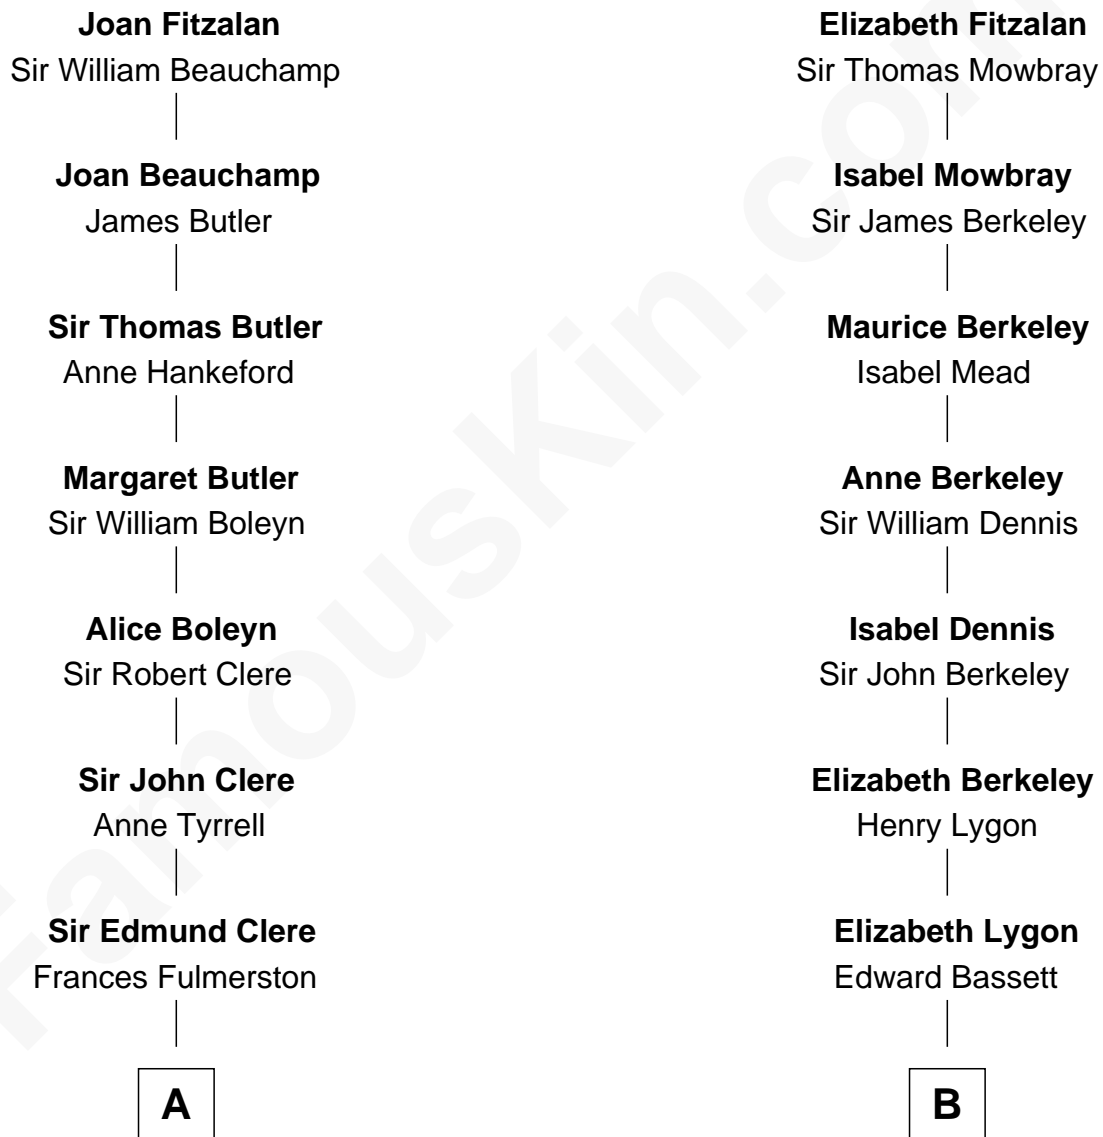 Joan Fitzalan
Sir William Beauchamp
Joan Beauchamp
James Butler
Sir Thomas Butler
Anne Hankeford
Margaret Butler
Sir William Boleyn
Alice Boleyn
Sir Robert Clere
Sir John Clere
Anne Tyrrell
Sir Edmund Clere
Frances Fulmerston
A
Elizabeth Fitzalan
Sir Thomas Mowbray
Isabel Mowbray
Sir James Berkeley
Maurice Berkeley
Isabel Mead
Anne Berkeley
Sir William Dennis
Isabel Dennis
Sir John Berkeley
Elizabeth Berkeley
Henry Lygon
Elizabeth Lygon
Edward Bassett
B
FamousKin.com